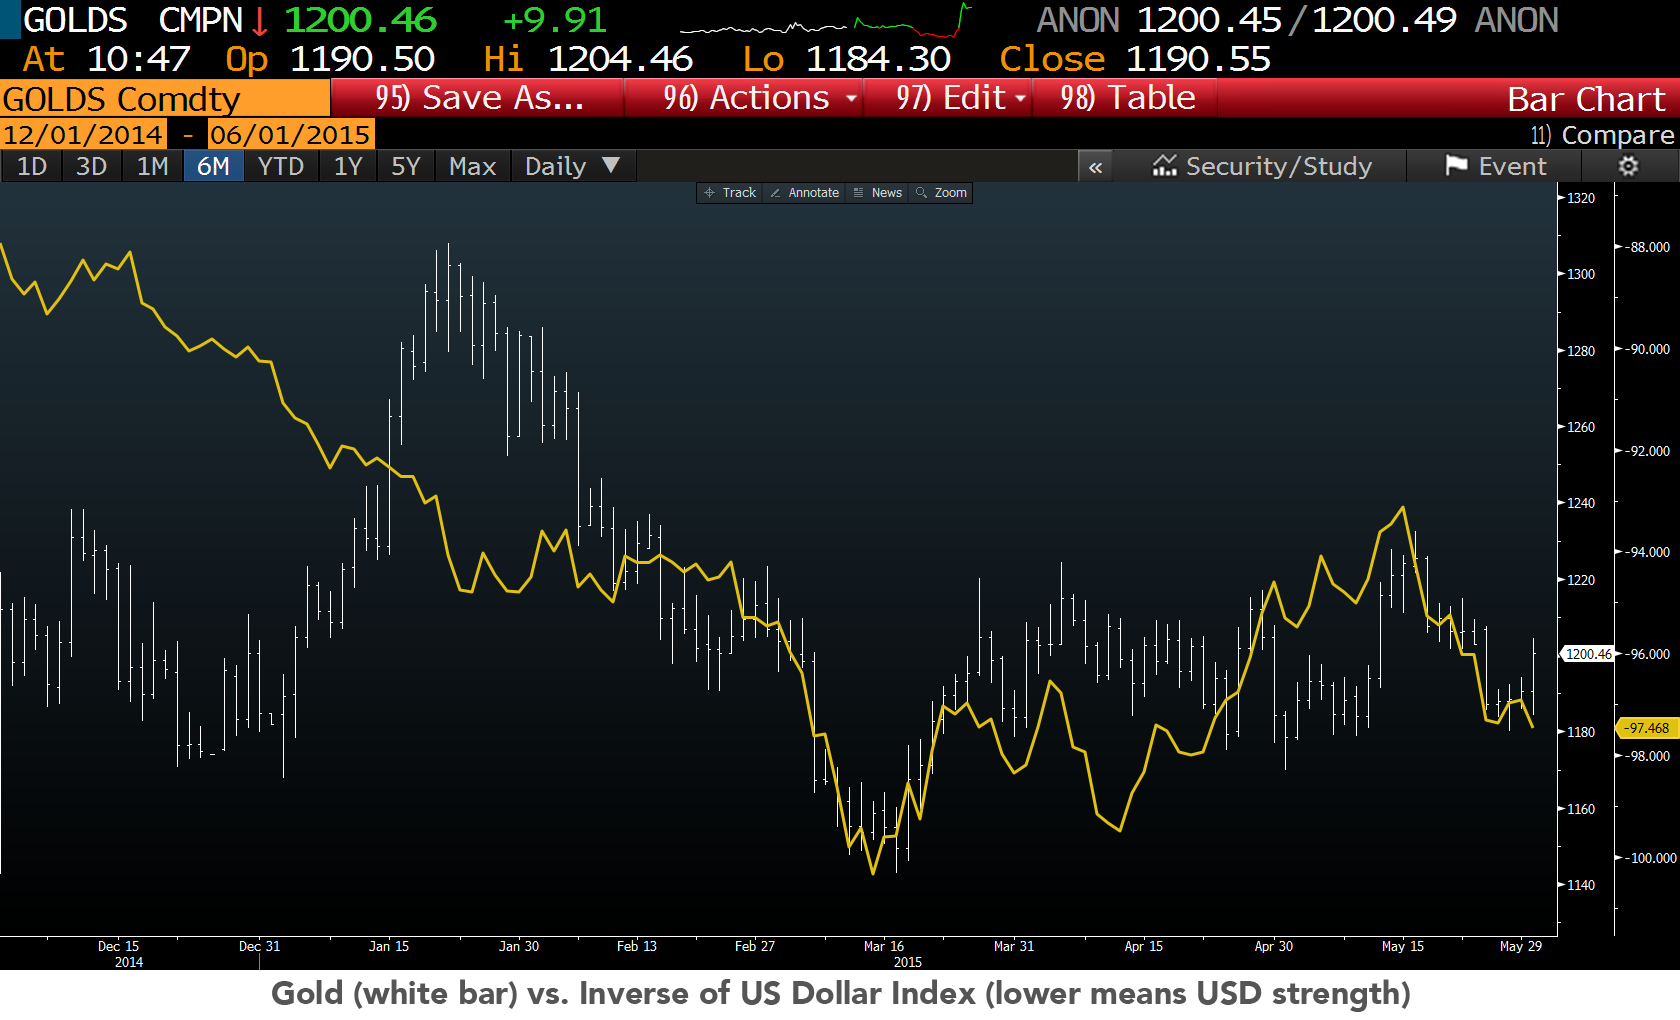 GOLDS CMPN ↓ 1200.46 +9.91 ANON 1200.45 / 1200.49 ANON
At 10:47 Op 1190.50 Hi 1204.46 Lo 1184.30 Close 1190.55
GOLDS Comdty 95) Save As... 96) Actions 97) Edit 98) Table Bar Chart
12/01/2014 - 06/01/2015 11) Compare
1D 3D 1M 6M YTD 1Y 5Y Max Daily ▼ « Security/Study Event
Track Annotate News Zoom
1320
-88.000
1300
-90.000
1280
1260
-92.000
1240
-94.000
1220
1200.46 -96.000
-97.468
1180
-98.000
1160
-100.000
1140
Dec 15 Dec 31 Jan 15 Jan 30 Feb 13 Feb 27 Mar 16 Mar 31 Apr 15 Apr 30 May 15 May 29
2014 2015
Gold (white bar) vs. Inverse of US Dollar Index (lower means USD strength)